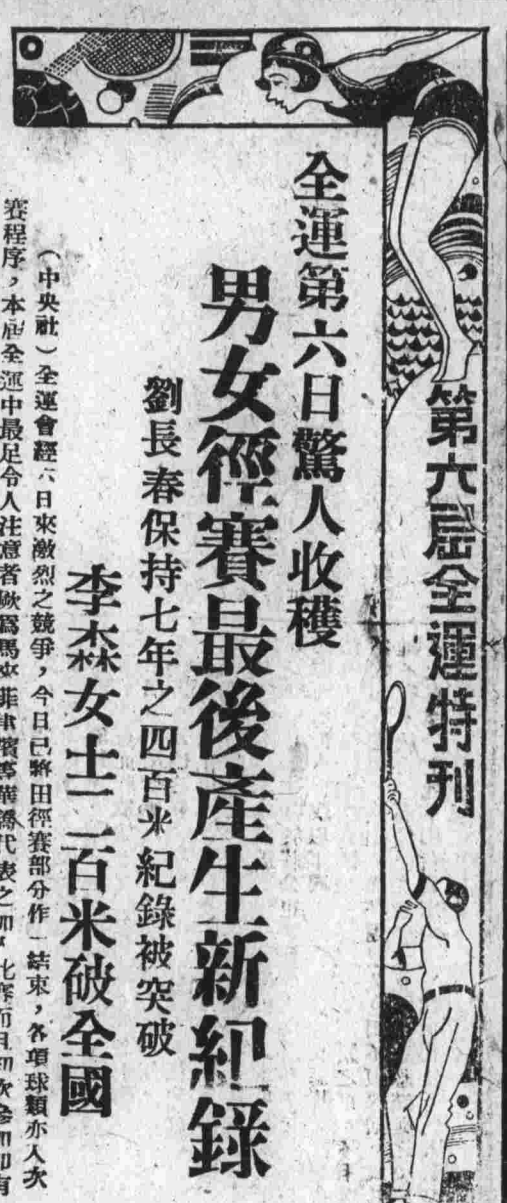 第六屆全運特刊
全運第六日驚人收穫
男女徑賽最後產生新紀錄
劉長春保持七年之四百米紀錄被突破
李森女士二百米破全國
（中央社）全運會經六日來激烈之競爭，今日已將田徑賽部分作一結束，各項球類亦入次
賽程序，本屆全運中最足令人注意者厥爲馬來菲律濱等華僑代表之加